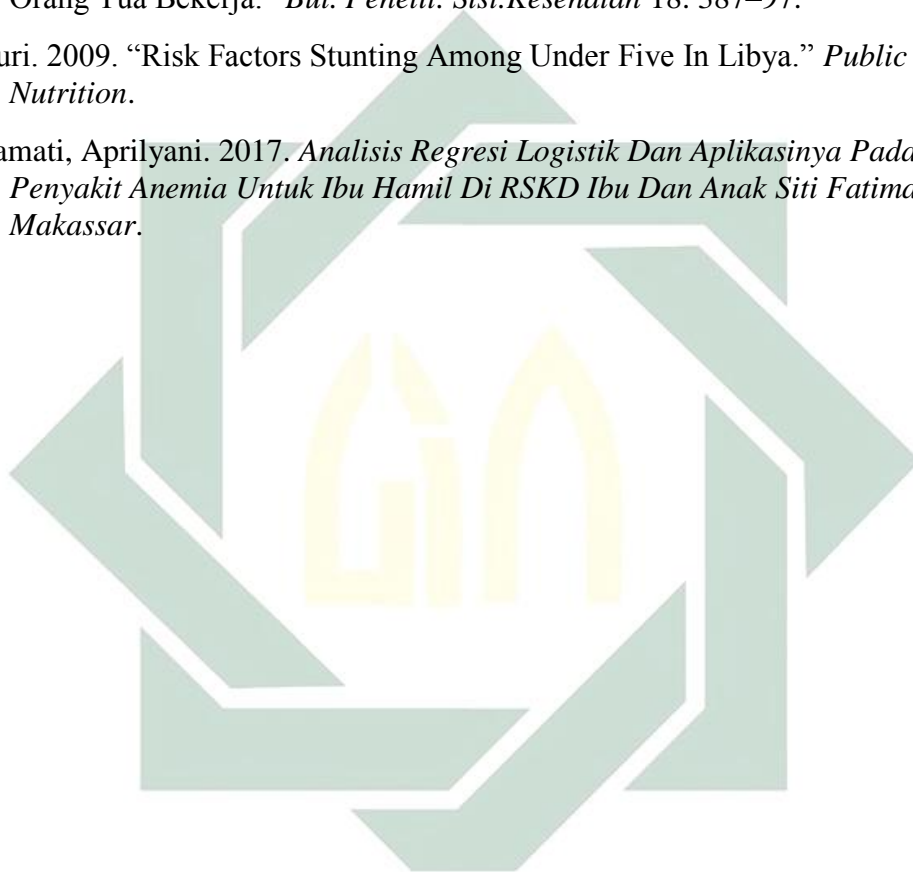 Orang Tua Bekerja." Bul. Penelit. Sist.Kesehatan 18: 387–97.
uri. 2009. “Risk Factors Stunting Among Under Five In Libya.” Public
Nutrition.
amati, Aprilyani. 2017. Analisis Regresi Logistik Dan Aplikasinya Pada
Penyakit Anemia Untuk Ibu Hamil Di RSKD Ibu Dan Anak Siti Fatima
Makassar.